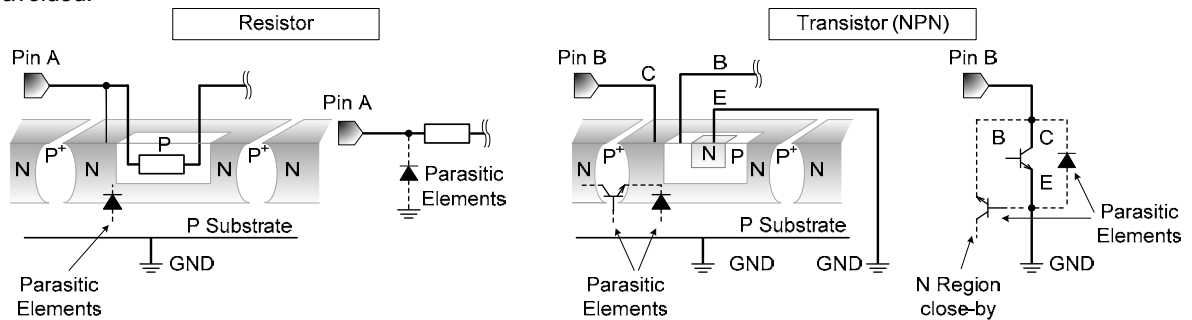 Resistor
Transistor (NPN)
Pin A
Pin B
C
B
E
Pin B
Pin A
P
N
P+
N
P+
N
N
P+
N
P
P+
N
B
C
E
Parasitic
Elements
P Substrate
GND
Parasitic
Elements
P Substrate
GND
GND
Parasitic
Elements
Parasitic
Elements
GND
N Region
close-by